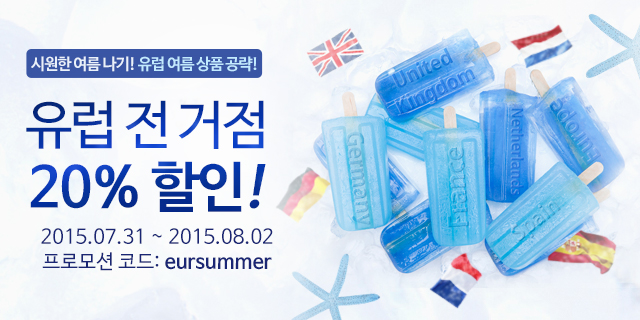 시원한 여름 나기! 유럽 여름 상품 공략!
유럽 전 거점
20% 할인!
2015.07.31 ~ 2015.08.02
프로모션 코드: eursummer
United
Kingdom
Germany
France
Netherlands
Spain